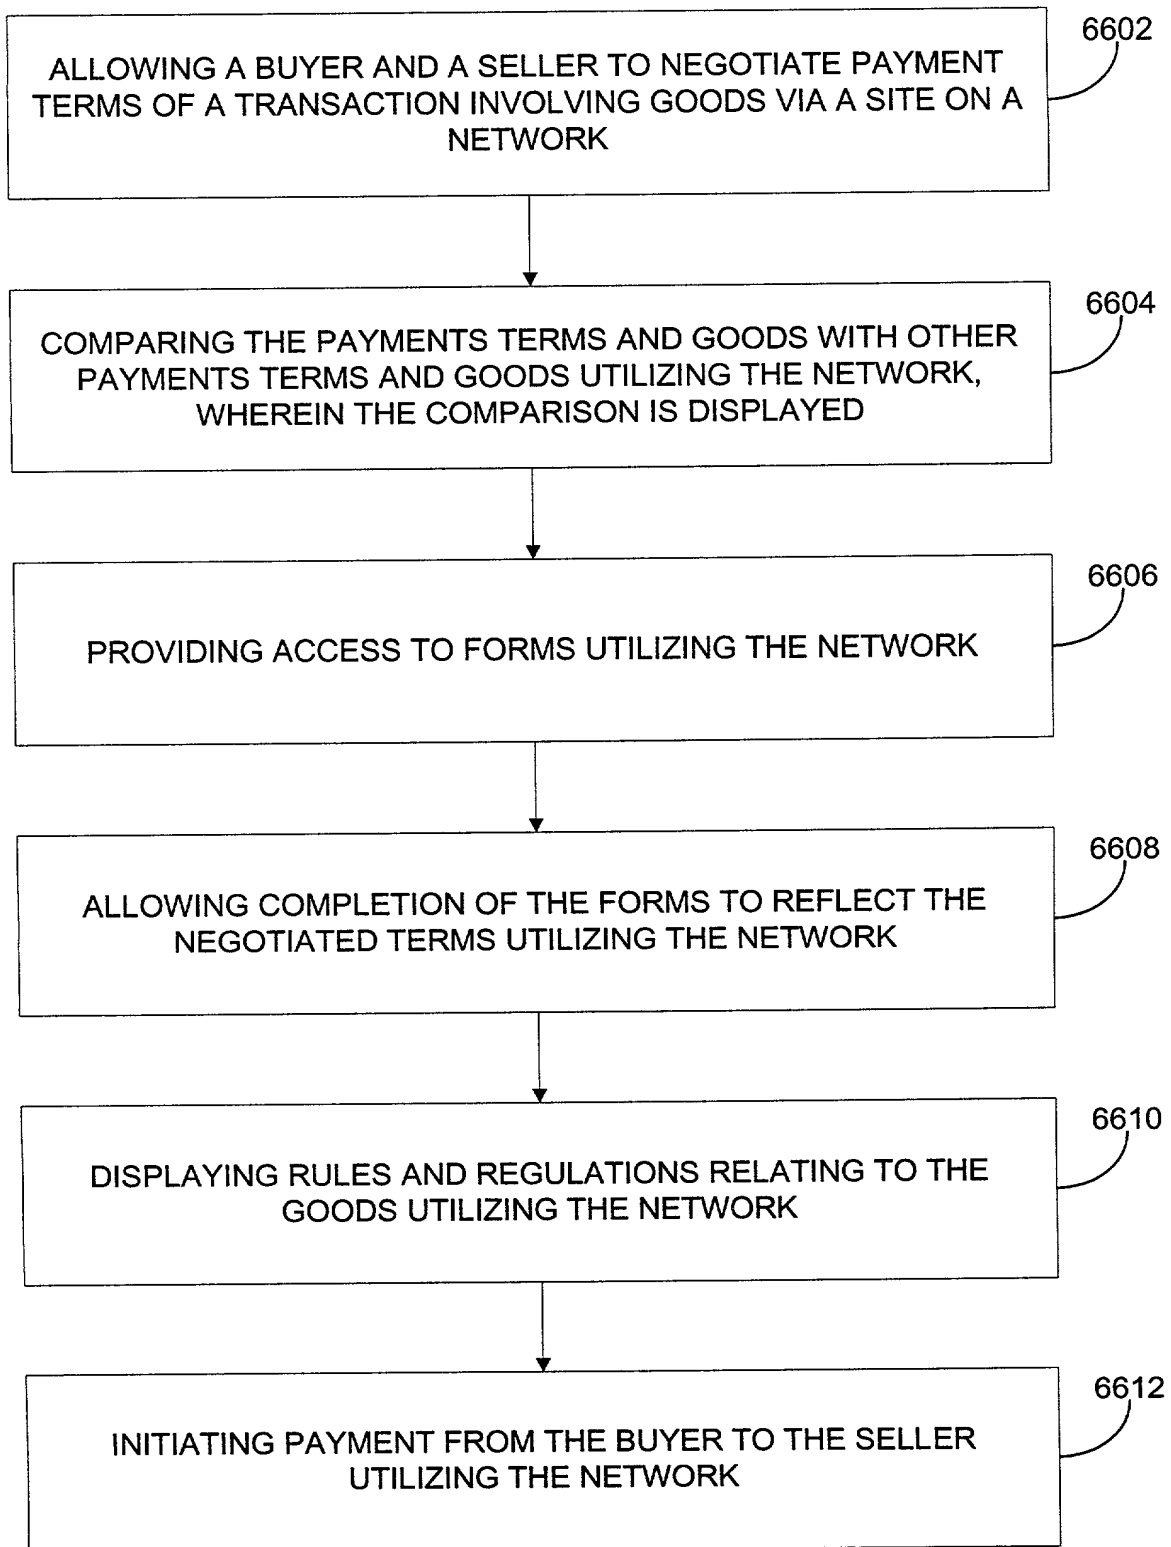 6602
ALLOWING A BUYER AND A SELLER TO NEGOTIATE PAYMENT
TERMS OF A TRANSACTION INVOLVING GOODS VIA A SITE ON A
NETWORK
6604
COMPARING THE PAYMENTS TERMS AND GOODS WITH OTHER
PAYMENTS TERMS AND GOODS UTILIZING THE NETWORK,
WHEREIN THE COMPARISON IS DISPLAYED
6606
PROVIDING ACCESS TO FORMS UTILIZING THE NETWORK
6608
ALLOWING COMPLETION OF THE FORMS TO REFLECT THE
NEGOTIATED TERMS UTILIZING THE NETWORK
6610
DISPLAYING RULES AND REGULATIONS RELATING TO THE
GOODS UTILIZING THE NETWORK
6612
INITIATING PAYMENT FROM THE BUYER TO THE SELLER
UTILIZING THE NETWORK